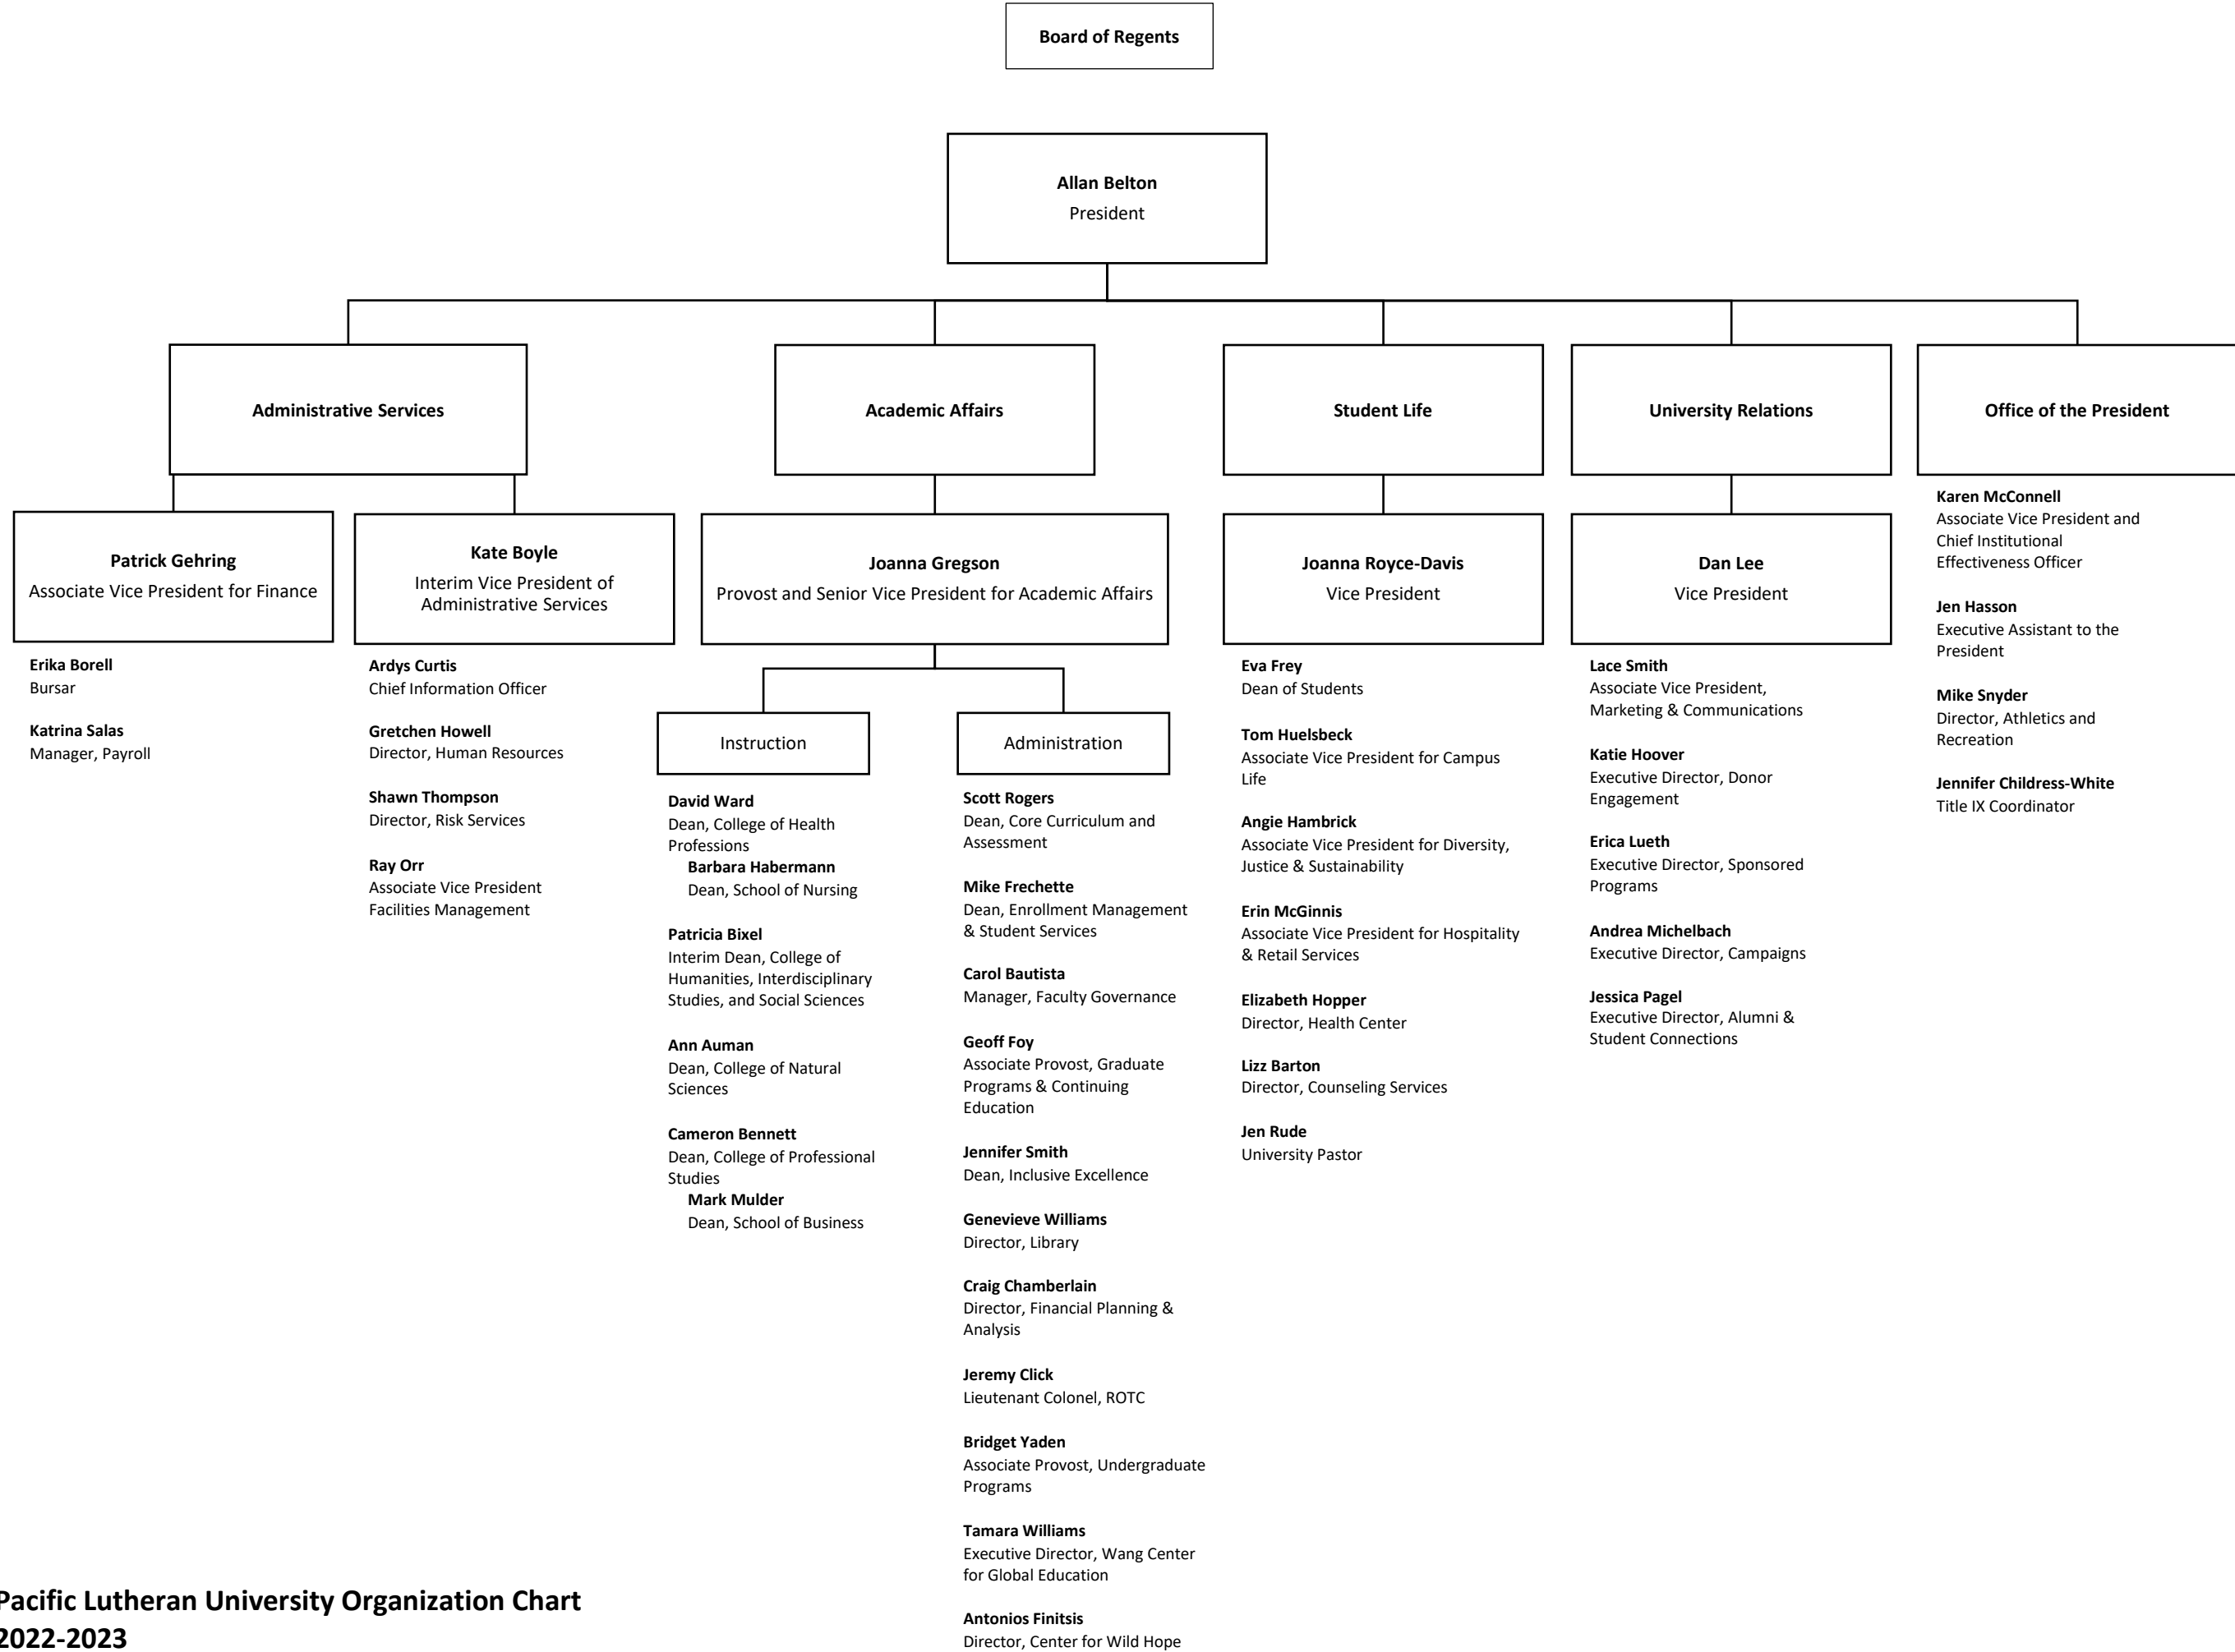 Board of Regents
Allan Belton
President
Administrative Services
Academic Affairs
Student Life
University Relations
Office of the President
Patrick Gehring
Associate Vice President for Finance
Erika Borell
Bursar
Katrina Salas
Manager, Payroll
Kate Boyle
Interim Vice President of
Administrative Services
Ardys Curtis
Chief Information Officer
Gretchen Howell
Director, Human Resources
Shawn Thompson
Director, Risk Services
Ray Orr
Associate Vice President
Facilities Management
Joanna Gregson
Provost and Senior Vice President for Academic Affairs
Instruction
David Ward
Dean, College of Health
Professions
Barbara Habermann
Dean, School of Nursing
Patricia Bixel
Interim Dean, College of
Humanities, Interdisciplinary
Studies, and Social Sciences
Ann Auman
Dean, College of Natural
Sciences
Cameron Bennett
Dean, College of Professional
Studies
Mark Mulder
Dean, School of Business
Administration
Scott Rogers
Dean, Core Curriculum and
Assessment
Mike Frechette
Dean, Enrollment Management
& Student Services
Carol Bautista
Manager, Faculty Governance
Geoff Foy
Associate Provost, Graduate
Programs & Continuing
Education
Jennifer Smith
Dean, Inclusive Excellence
Genevieve Williams
Director, Library
Craig Chamberlain
Director, Financial Planning &
Analysis
Jeremy Click
Lieutenant Colonel, ROTC
Bridget Yaden
Associate Provost, Undergraduate
Programs
Tamara Williams
Executive Director, Wang Center
for Global Education
Antonios Finitsis
Director, Center for Wild Hope
Joanna Royce-Davis
Vice President
Eva Frey
Dean of Students
Tom Huelsbeck
Associate Vice President for Campus
Life
Angie Hambrick
Associate Vice President for Diversity,
Justice & Sustainability
Erin McGinnis
Associate Vice President for Hospitality
& Retail Services
Elizabeth Hopper
Director, Health Center
Lizz Barton
Director, Counseling Services
Jen Rude
University Pastor
Dan Lee
Vice President
Lace Smith
Associate Vice President,
Marketing & Communications
Katie Hoover
Executive Director, Donor
Engagement
Erica Lueth
Executive Director, Sponsored
Programs
Andrea Michelbach
Executive Director, Campaigns
Jessica Pagel
Executive Director, Alumni &
Student Connections
Karen McConnell
Associate Vice President and
Chief Institutional
Effectiveness Officer
Jen Hasson
Executive Assistant to the
President
Mike Snyder
Director, Athletics and
Recreation
Jennifer Childress-White
Title IX Coordinator
Pacific Lutheran University Organization Chart
2022-2023